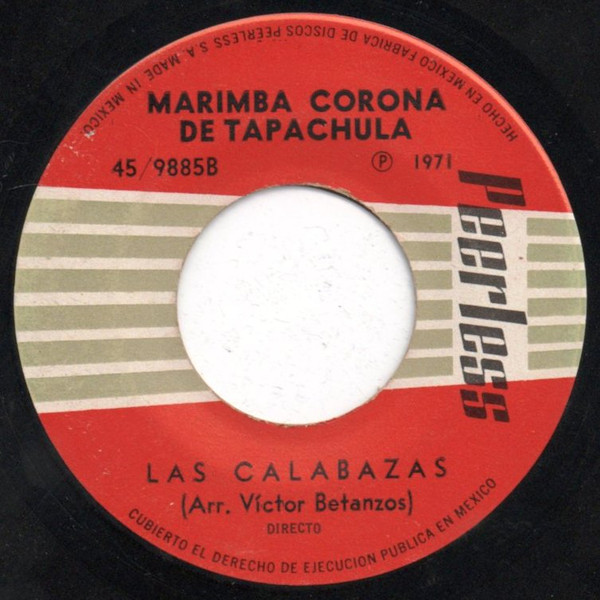 HECHO EN MEXICO FABRICA DE DISCOS PEERLESS S.A. MADE IN MEXICO
MARIMBA CORONA
DE TAPACHULA
45/9885B
Ⓟ 1971
peerless
LAS CALABAZAS
(Arr. Víctor Betanzos)
DIRECTO
CUBIERTO EL DERECHO DE EJECUCION PUBLICA EN MEXICO